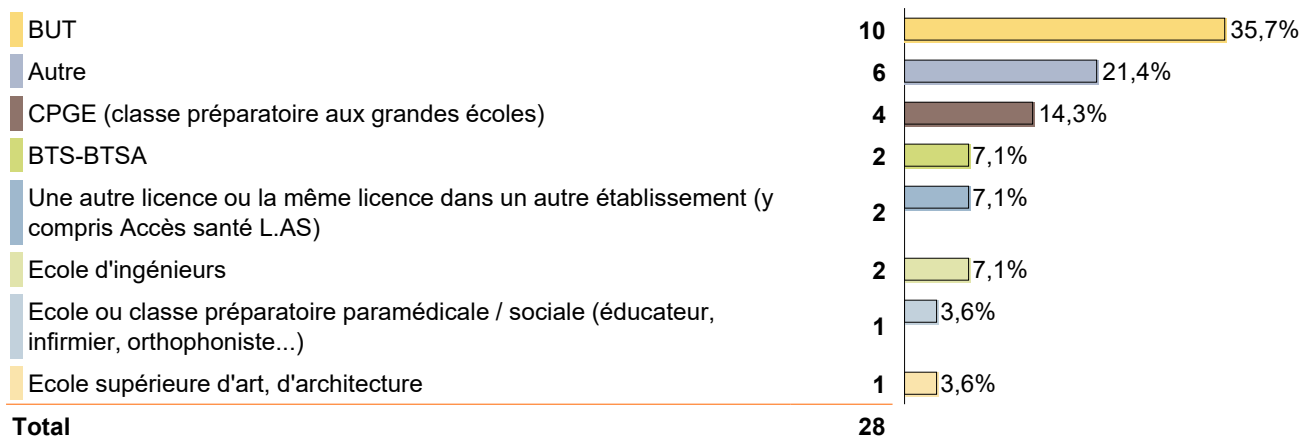 BUT 10 35,7%
Autre 6 21,4%
CPGE (classe préparatoire aux grandes écoles) 4 14,3%
BTS-BTSA 2 7,1%
Une autre licence ou la même licence dans un autre établissement (y
compris Accès santé L.AS) 2 7,1%
Ecole d'ingénieurs 2 7,1%
Ecole ou classe préparatoire paramédicale / sociale (éducateur,
infirmier, orthophoniste...) 1 3,6%
Ecole supérieure d'art, d'architecture 1 3,6%
Total 28